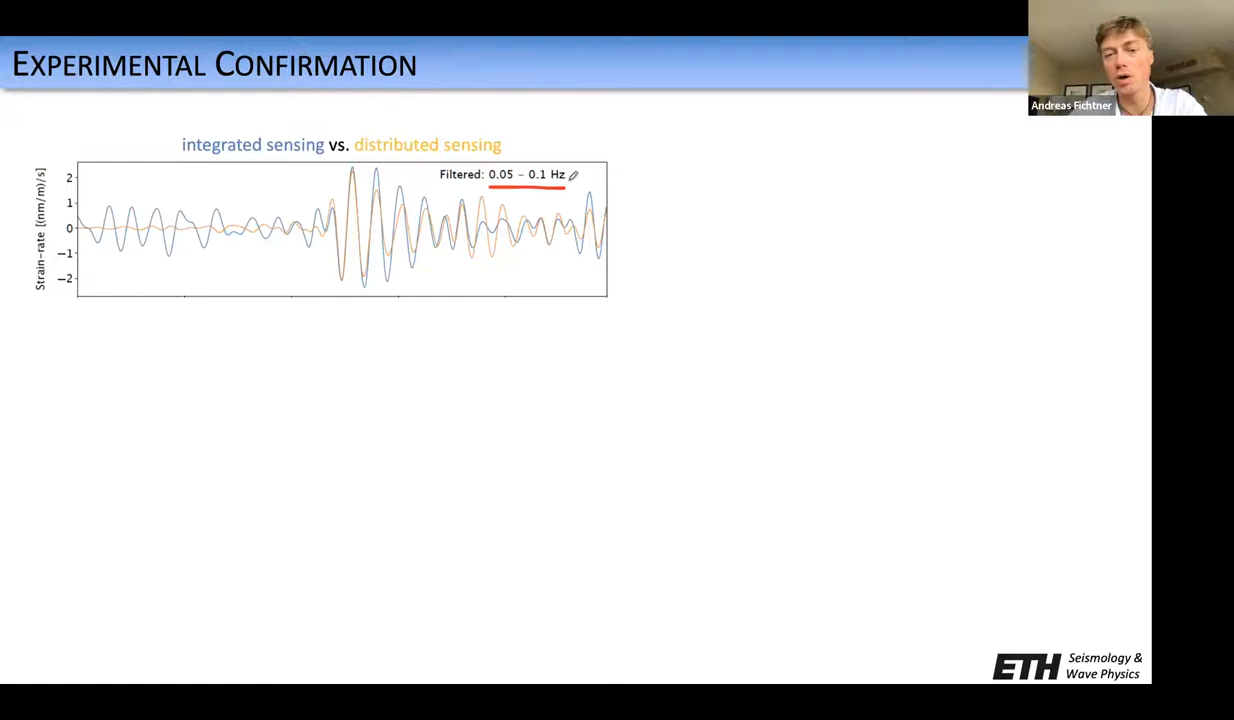 EXPERIMENTAL CONFIRMATION
Andreas Fichtner
integrated sensing vs. distributed sensing
Filtered: 0.05 – 0.1 Hz
Strain-rate [(nm/m)/s]
2
1
0
−1
−2
ETH Seismology &
Wave Physics